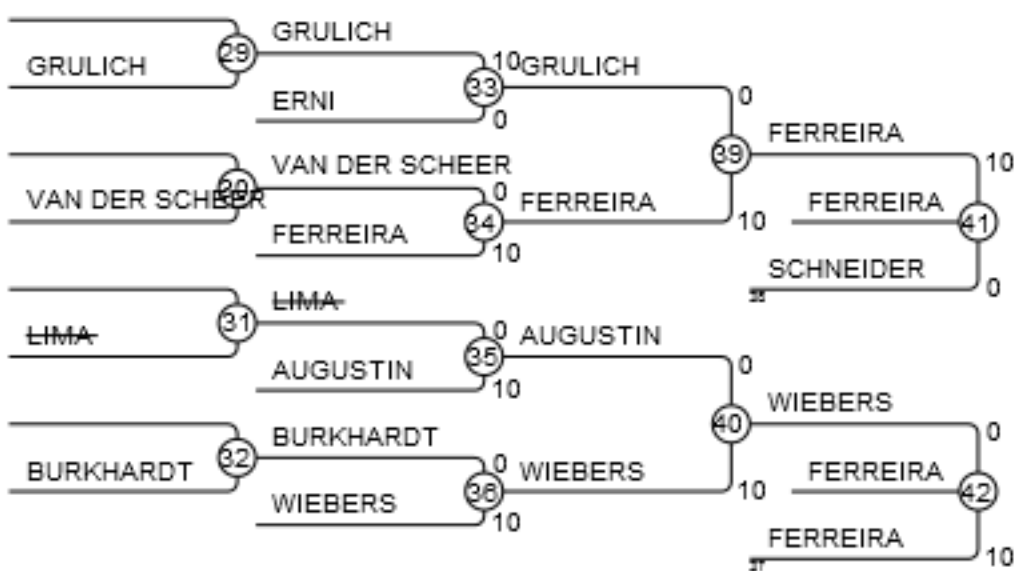 GRULICH
29
GRULICH
10
33
GRULICH
ERNI
0
0
39
FERREIRA
10
VAN DER SCHEER
VAN DER SCHEER
0
34
FERREIRA
10
FERREIRA
41
FERREIRA
10
SCHNEIDER
0
LIMA
31
LIMA
0
35
AUGUSTIN
AUGUSTIN
10
0
40
WIEBERS
0
BURKHARDT
32
BURKHARDT
0
36
WIEBERS
10
FERREIRA
42
WIEBERS
10
FERREIRA
10